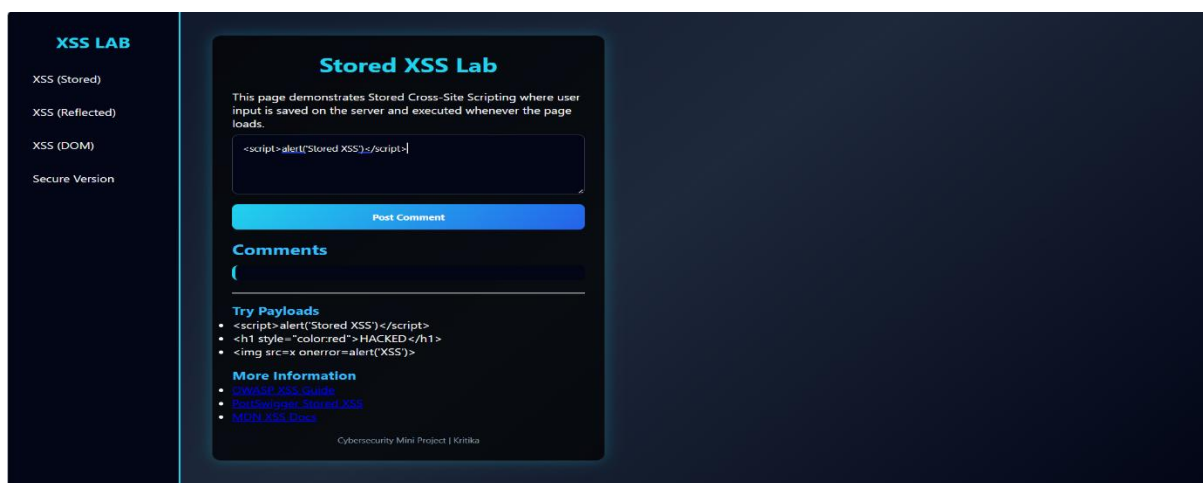 XSS LAB
XSS (Stored)
XSS (Reflected)
XSS (DOM)
Secure Version
Stored XSS Lab
This page demonstrates Stored Cross-Site Scripting where user
input is saved on the server and executed whenever the page
loads.
<script>alert('Stored XSS')</script>
Post Comment
Comments
Try Payloads
<script>alert('Stored XSS')</script>
<h1 style="color:red">HACKED</h1>
<img src=x onerror=alert('XSS')>
More Information
OWASP XSS Guide
PortSwigger Stored XSS
MDN XSS Docs
Cybersecurity Mini Project | Kritika